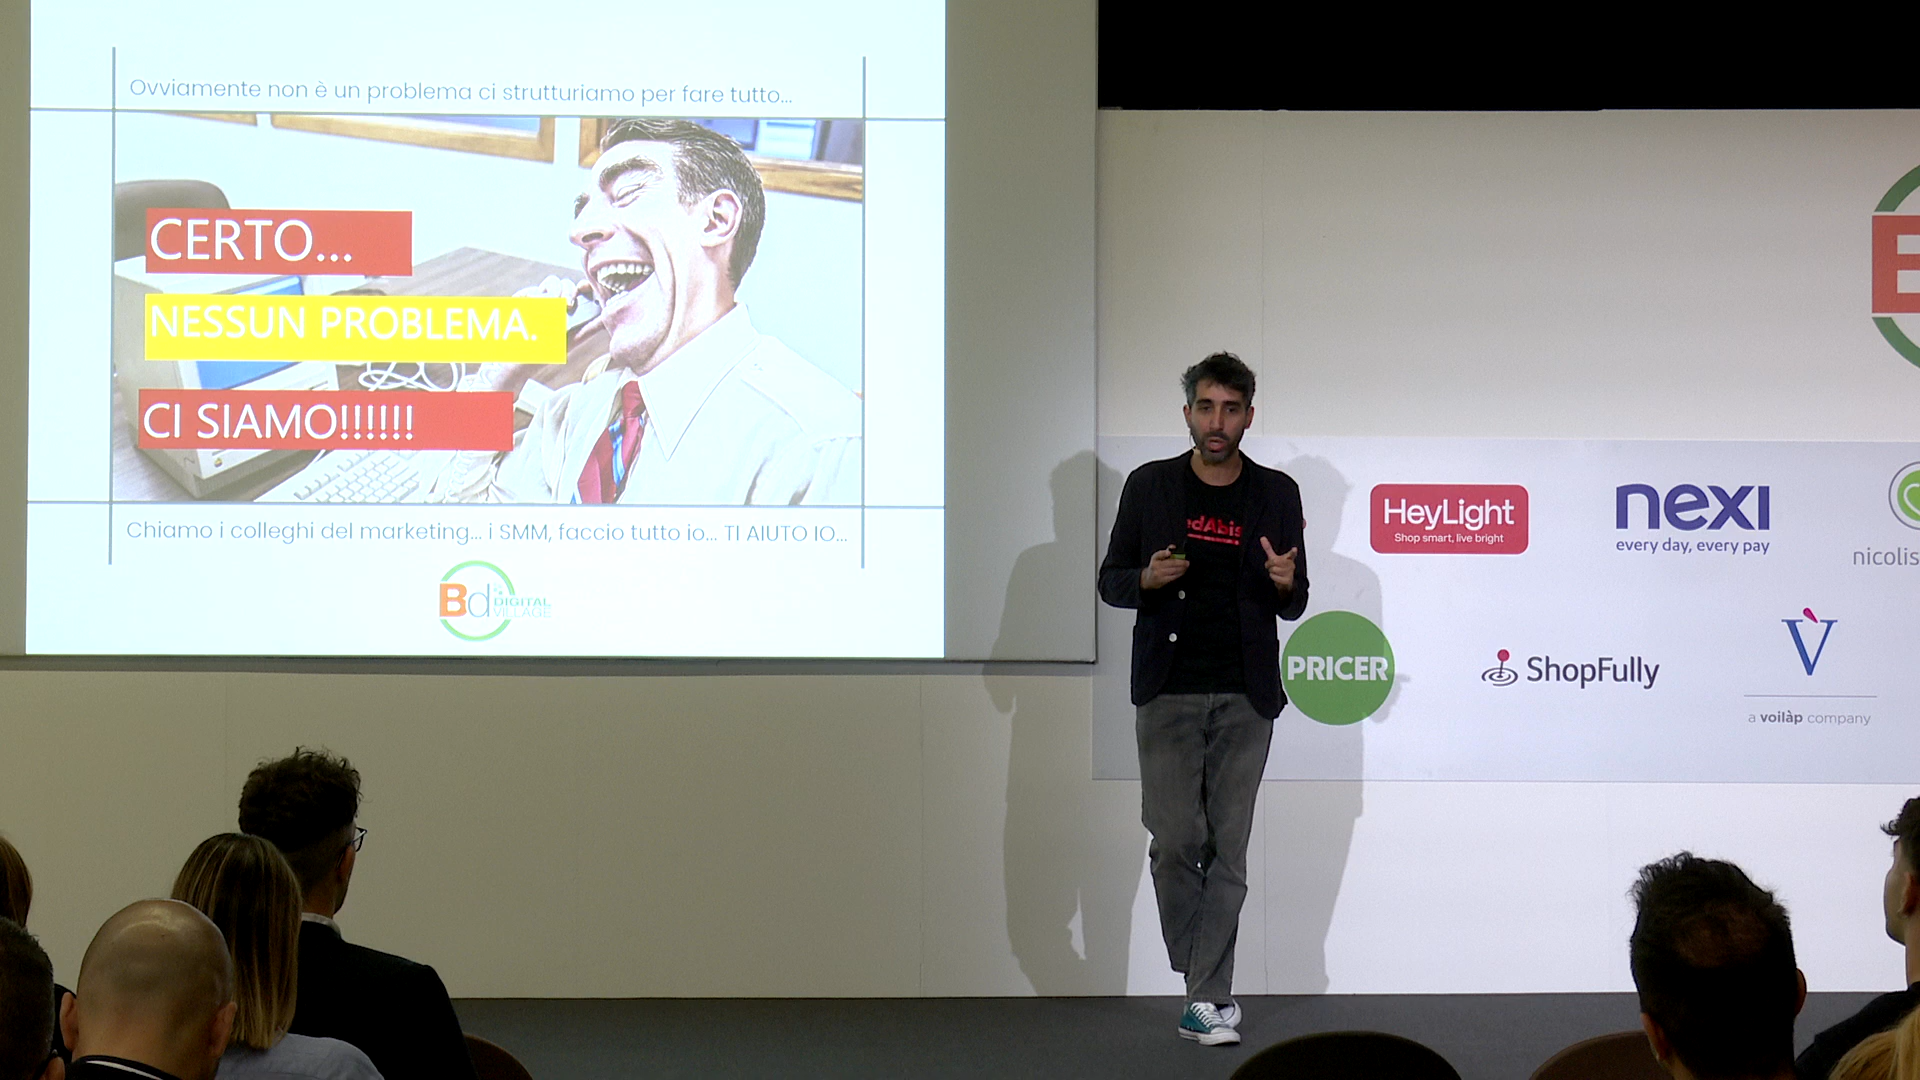 Ovviamente non è un problema ci strutturiamo per fare tutto...
CERTO...
NESSUN PROBLEMA.
CI SIAMO!!!!!!
Chiamo i colleghi del marketing... i SMM, faccio tutto io... TI AIUTO IO...
Bd
DIGITAL
VILLAGE
HeyLight
Shop smart, live bright
nexi
every day, every pay
nicolis
PRICER
ShopFully
V
a voilàp company